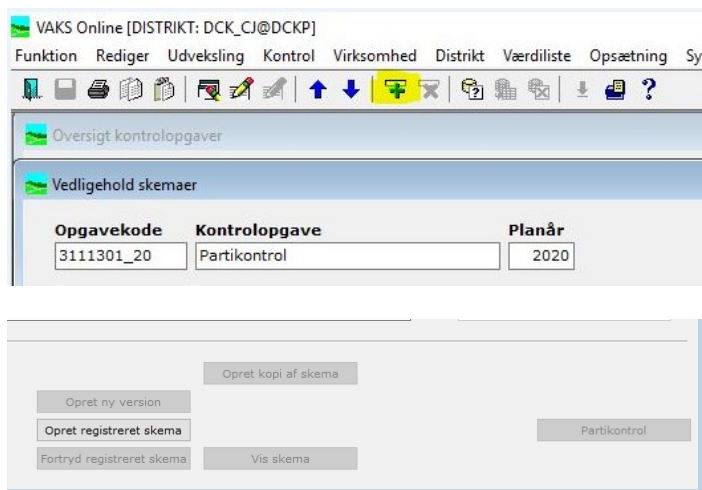 VAKS Online [DISTRIKT: DCK_CJ@DCKP]
Funktion Rediger Udveksling Kontrol Virksomhed Distrikt Værdiliste Opsætning Sy
?
Oversigt kontrolopgaver
Vedligehold skemaer
Opgavekode Kontrolopgave Planår
3111301_20 Partikontrol 2020
Opret kopi af skema
Opret ny version
Opret registreret skema Partikontrol
Fortryd registreret skema Vis skema